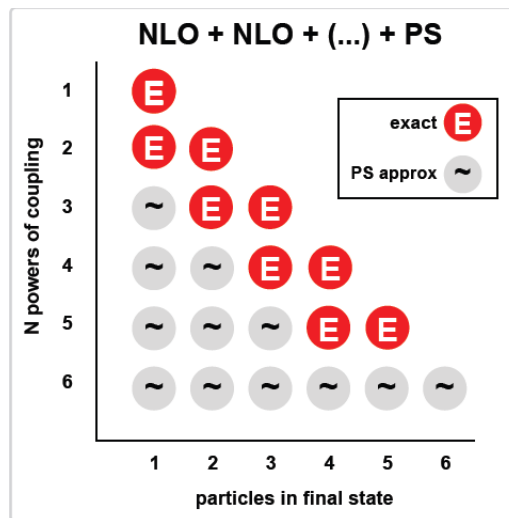 NLO + NLO + (...) + PS
N powers of coupling
1 E
2 E E
3 ~ E E
4 ~ ~ E E
5 ~ ~ ~ E E
6 ~ ~ ~ ~ ~ ~
exact E
PS approx ~
1 2 3 4 5 6
particles in final state